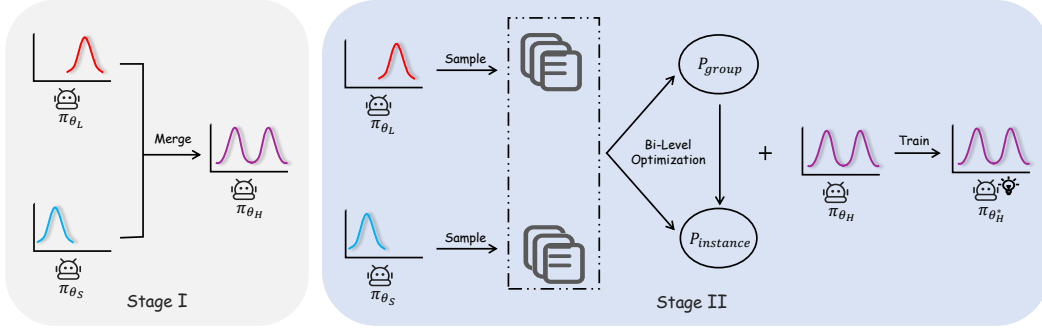 π_{θ_L}
Merge
π_{θ_H}
π_{θ_S}
Stage I
π_{θ_L}
Sample
P_{group}
Bi-Level
Optimization
+
Train
π_{θ_H}
π_{θ_H^*}
Sample
P_{instance}
π_{θ_S}
Stage II